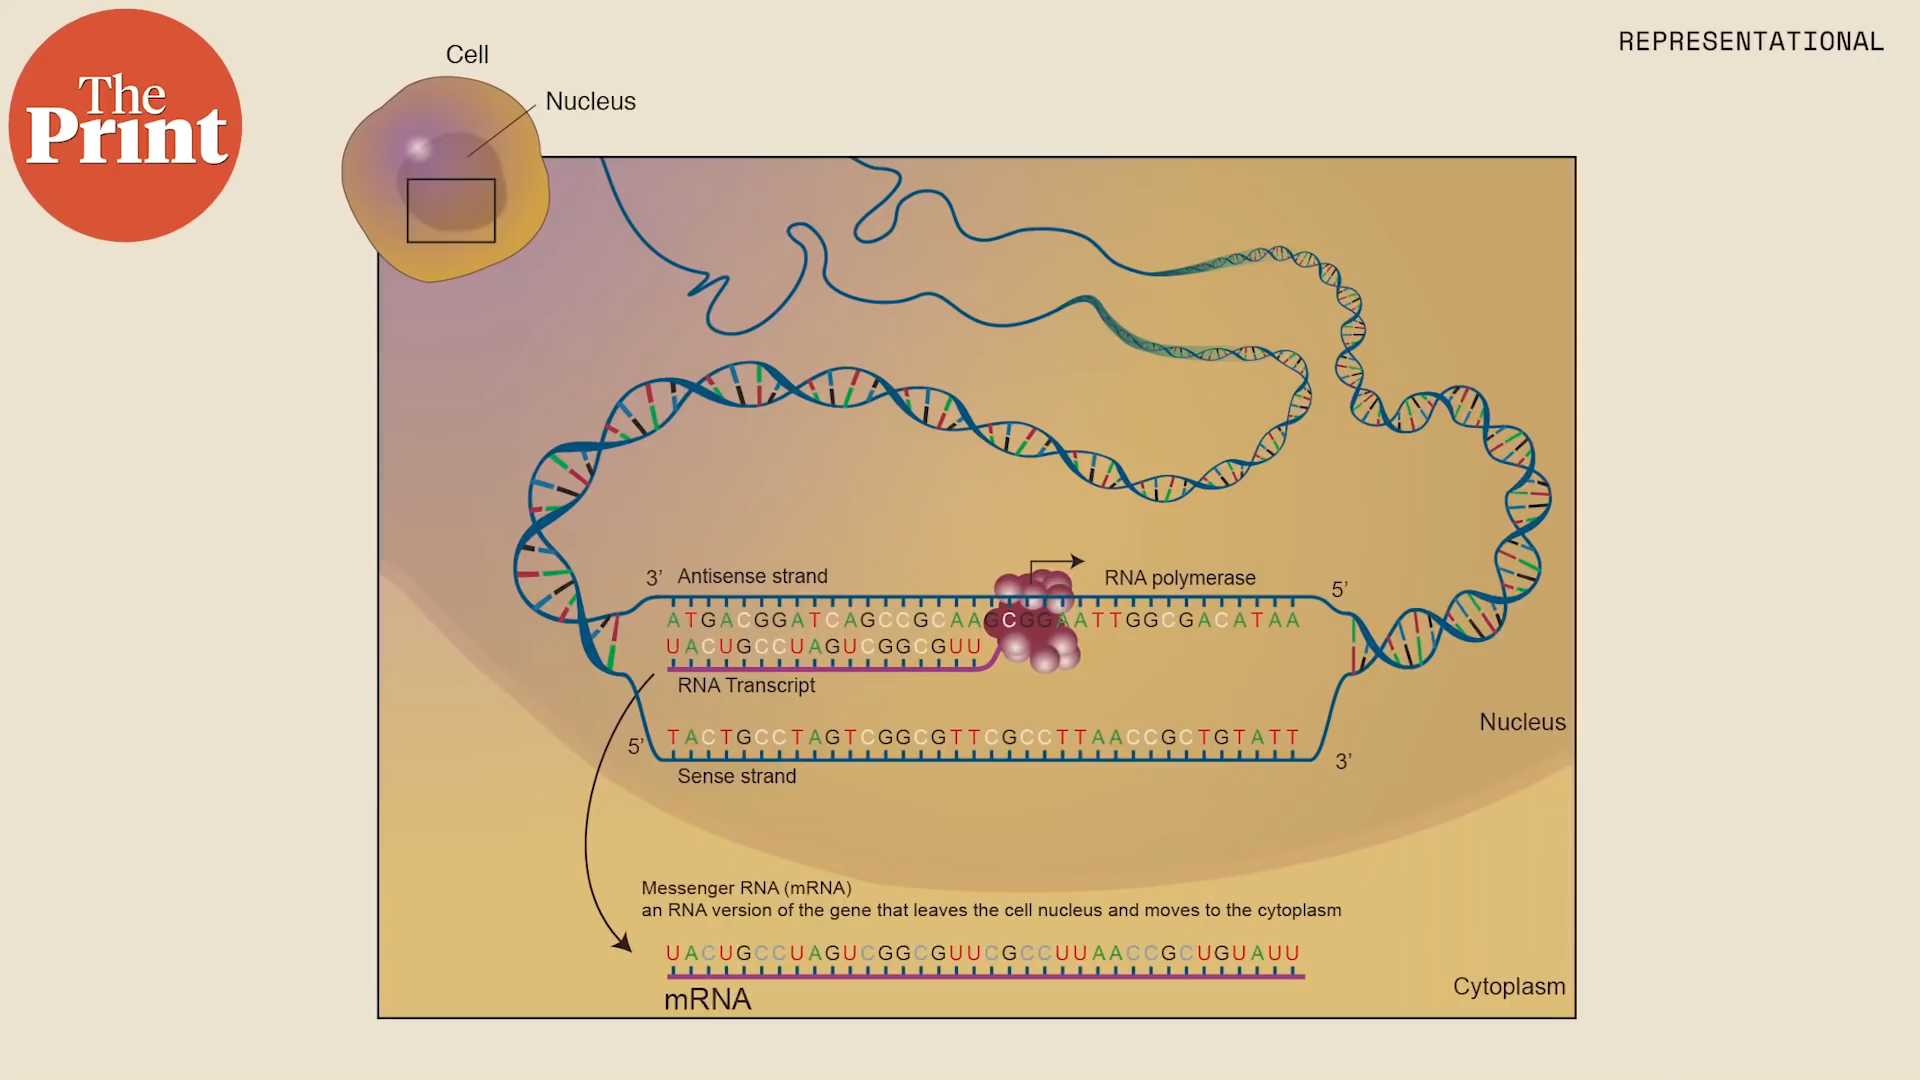 The
Print
REPRESENTATIONAL
Cell
Nucleus
3’ Antisense strand
RNA polymerase
5’
ATGACGGATCAGCCGCAAGCGGAATTGGCGACATAA
UACUGCCUAGUCGGCGUU
RNA Transcript
Nucleus
TACTGCCTAGTCGGCGTTCGCCTTAACCGCTGTATT
5’
3’
Sense strand
Messenger RNA (mRNA)
an RNA version of the gene that leaves the cell nucleus and moves to the cytoplasm
UACUGCCUAGUCGGCGUUCGCCUUAACCGCUGUAUU
Cytoplasm
mRNA